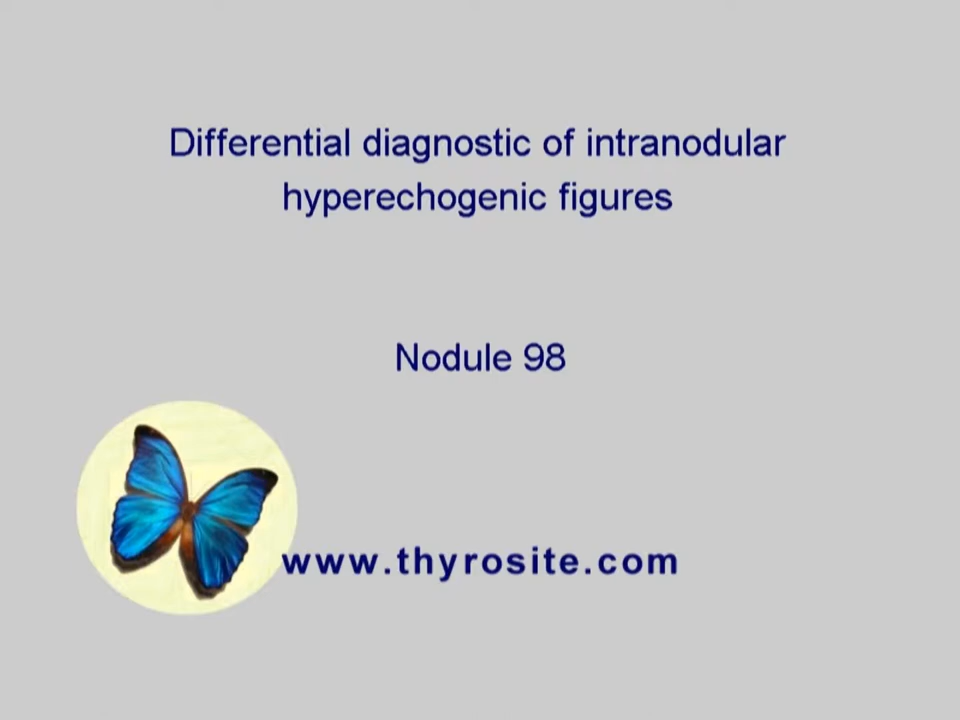 Differential diagnostic of intranodular
hyperechogenic figures
Nodule 98
www.thyrosite.com